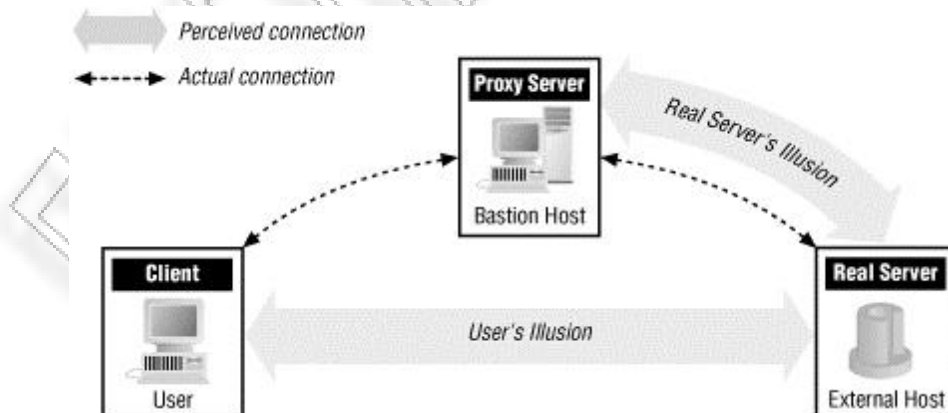 Perceived connection
Actual connection
Proxy Server
Bastion Host
Real Server's Illusion
Client
User
User's Illusion
Real Server
External Host